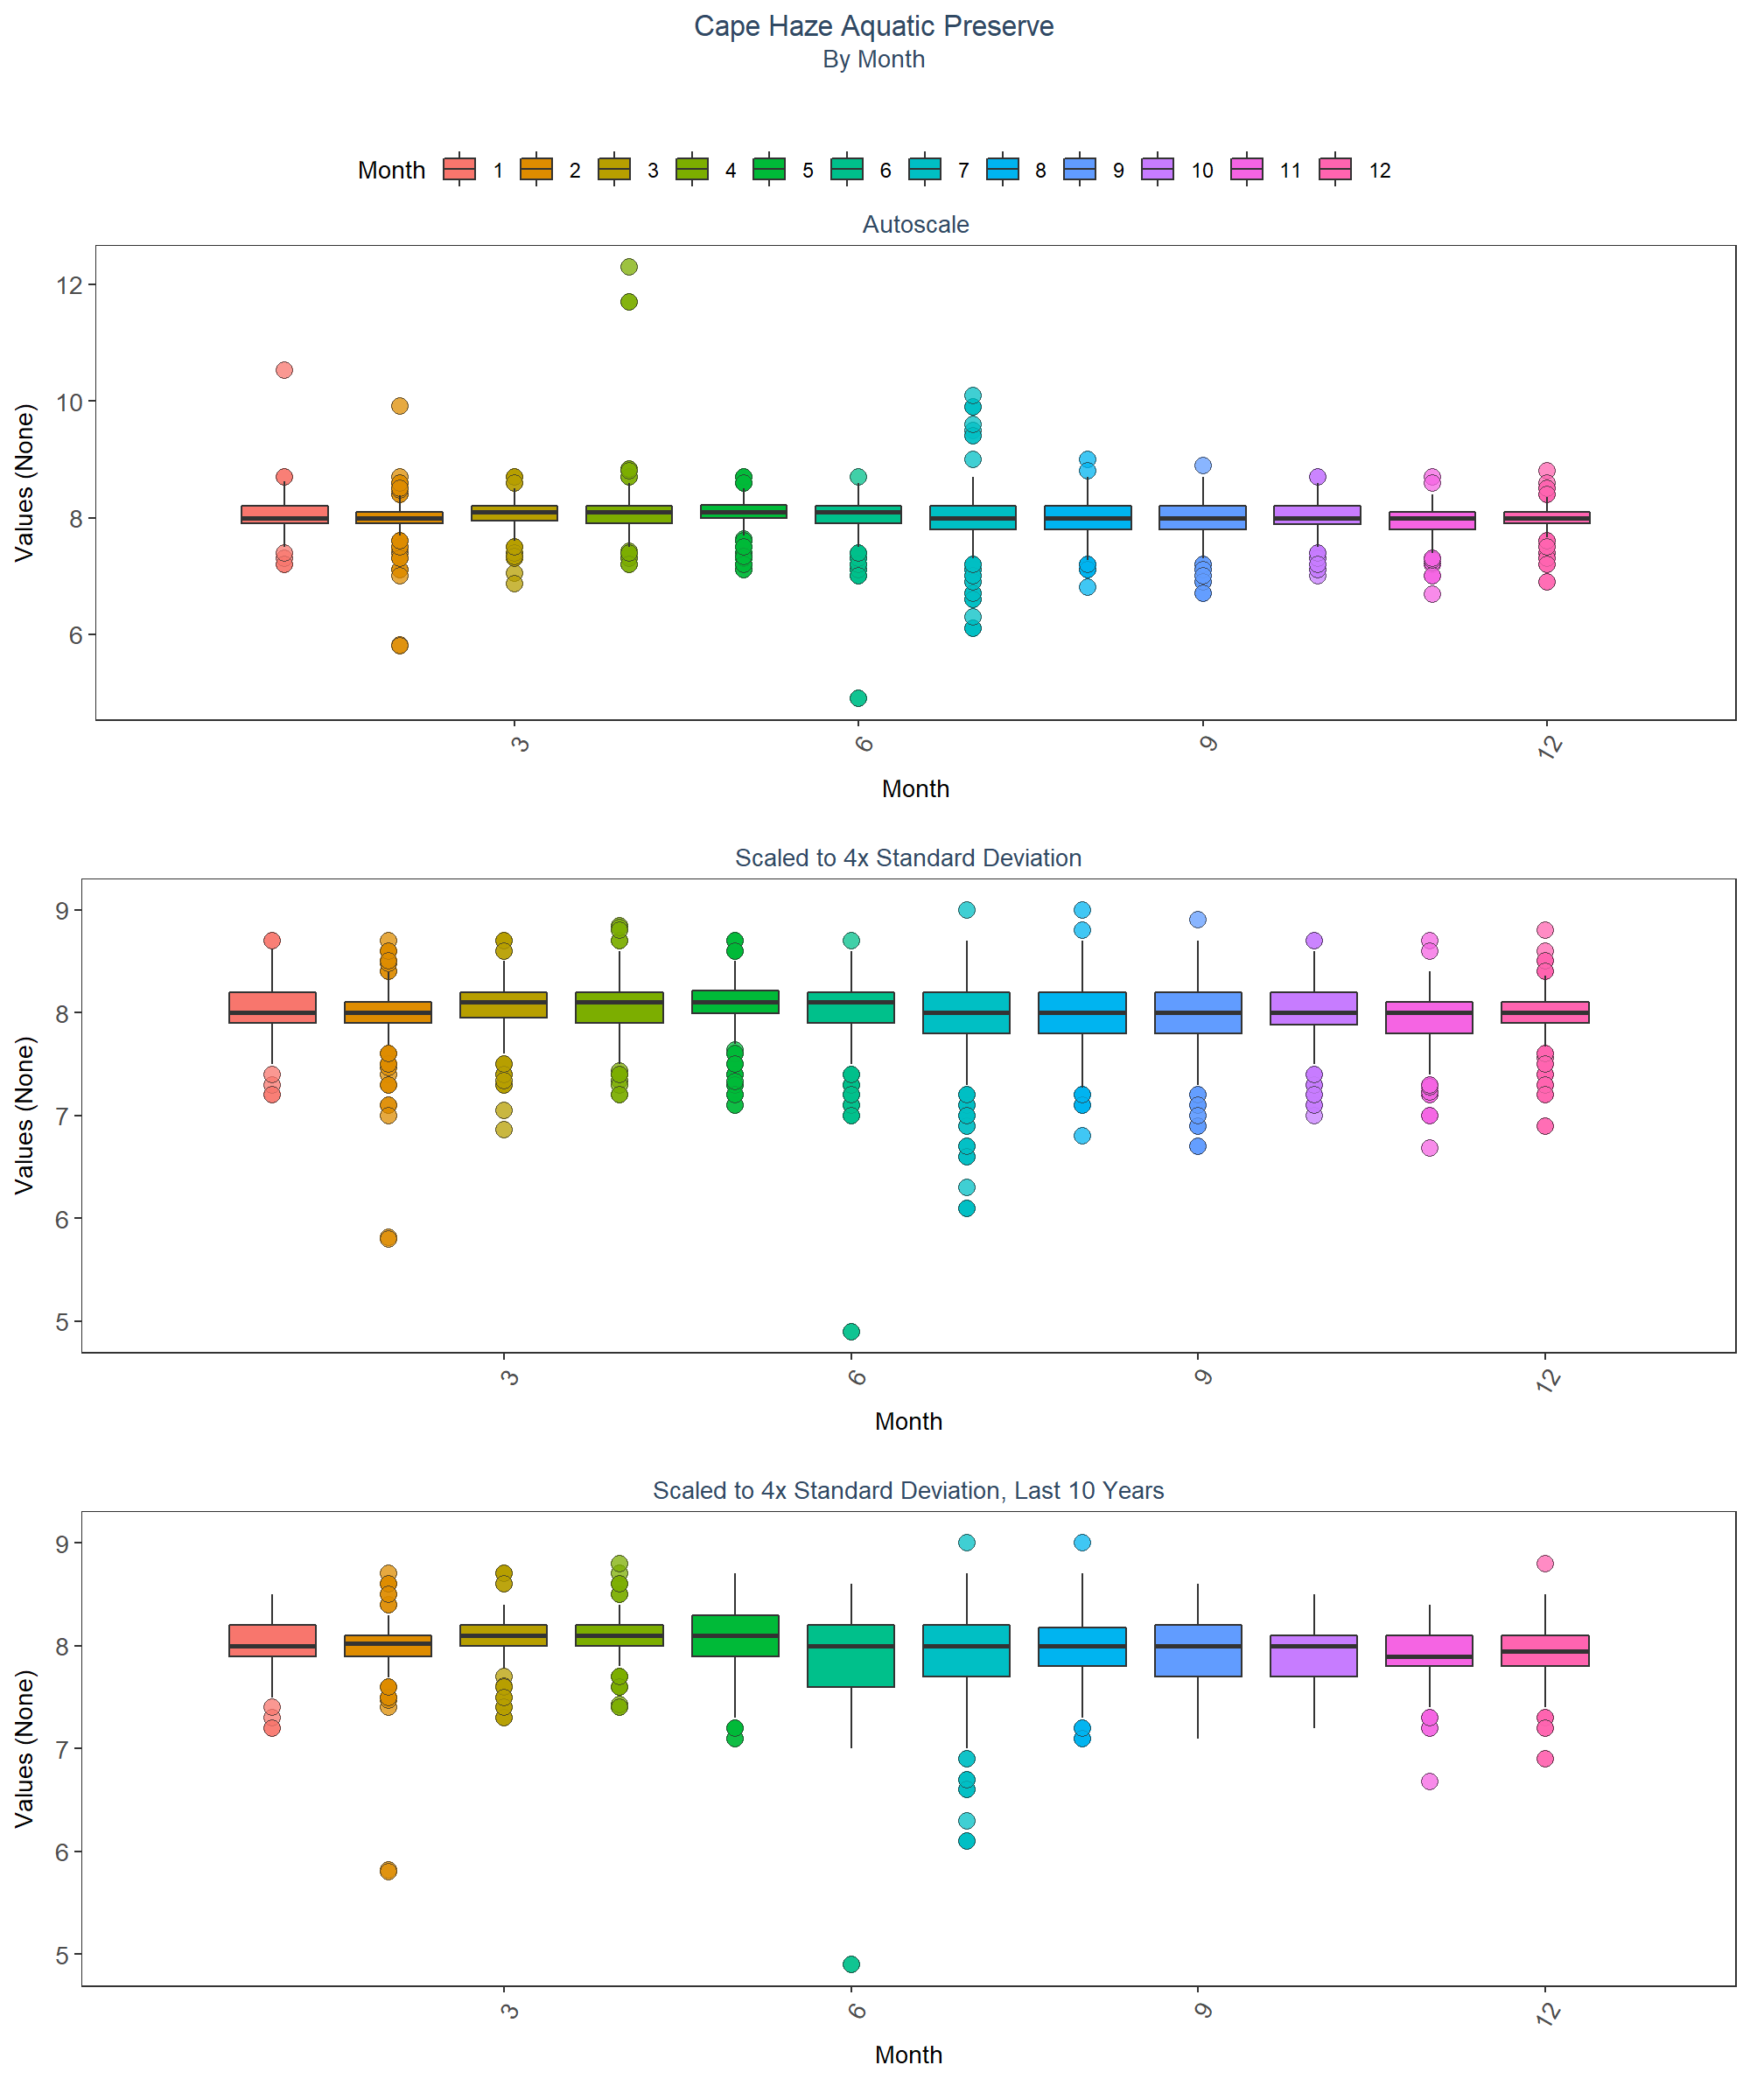 Cape Haze Aquatic Preserve
By Month
Month 1 2 3 4 5 6 7 8 9 10 11 12
Autoscale
12
10
8
6
Values (None)
3 6 9 12
Month
Scaled to 4x Standard Deviation
9
8
7
6
5
Values (None)
3 6 9 12
Month
Scaled to 4x Standard Deviation, Last 10 Years
9
8
7
6
5
Values (None)
3 6 9 12
Month